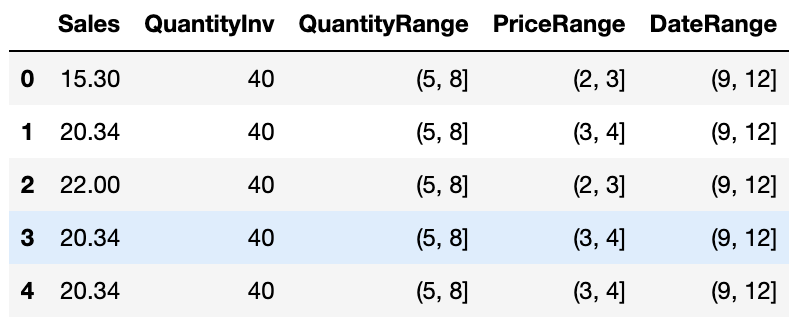 Sales QuantityInv QuantityRange PriceRange DateRange
0 15.30 40 (5, 8] (2, 3] (9, 12]
1 20.34 40 (5, 8] (3, 4] (9, 12]
2 22.00 40 (5, 8] (2, 3] (9, 12]
3 20.34 40 (5, 8] (3, 4] (9, 12]
4 20.34 40 (5, 8] (3, 4] (9, 12]